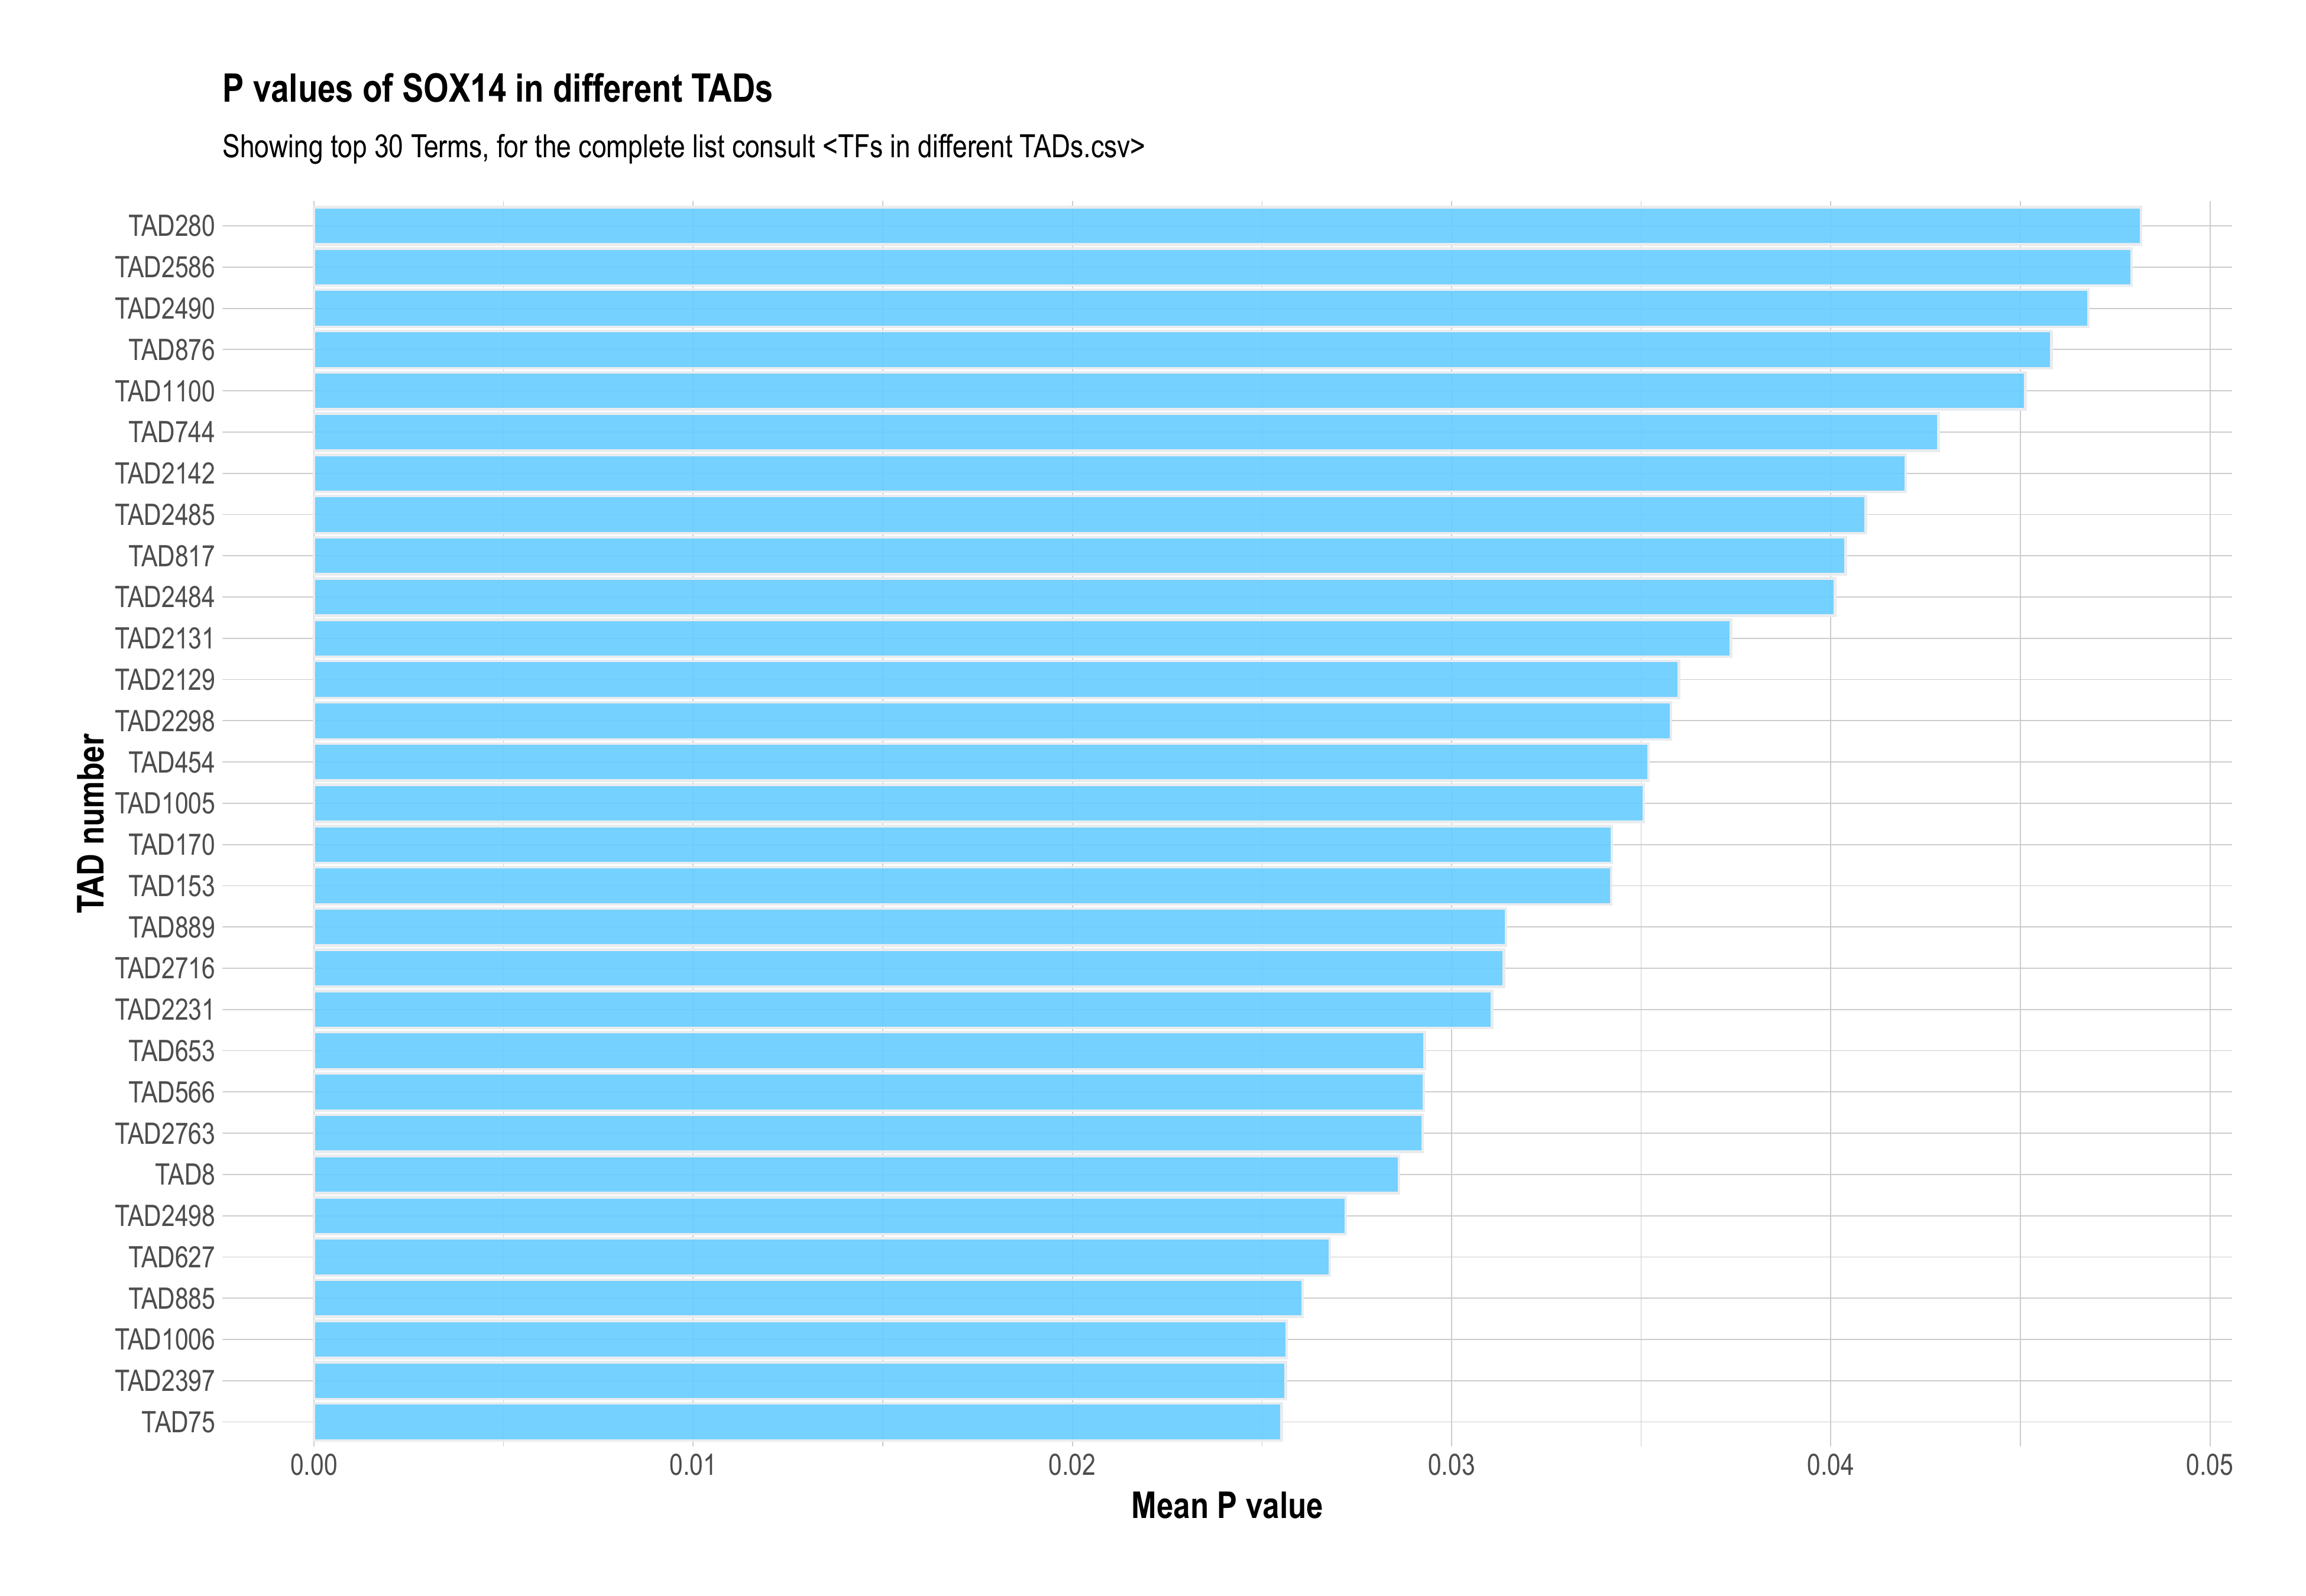 P values of SOX14 in different TADs
Showing top 30 Terms, for the complete list consult <TFs in different TADs.csv>
TAD280
TAD2586
TAD2490
TAD876
TAD1100
TAD744
TAD2142
TAD2485
TAD817
TAD2484
TAD2131
TAD2129
TAD2298
TAD454
TAD1005
TAD170
TAD153
TAD889
TAD2716
TAD2231
TAD653
TAD566
TAD2763
TAD8
TAD2498
TAD627
TAD885
TAD1006
TAD2397
TAD75
TAD number
0.00 0.01 0.02 0.03 0.04 0.05
Mean P value